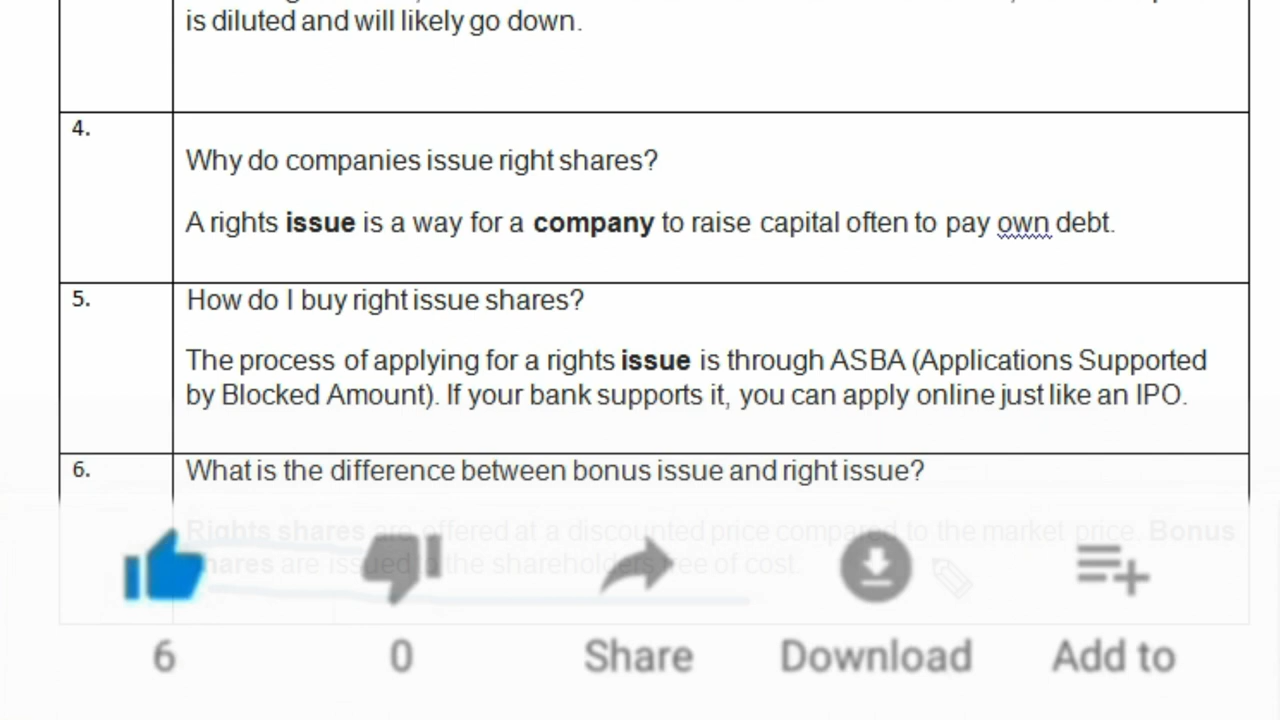 is diluted and will likely go down.
4.
Why do companies issue right shares?
A rights issue is a way for a company to raise capital often to pay own debt.
5.
How do I buy right issue shares?
The process of applying for a rights issue is through ASBA (Applications Supported
by Blocked Amount). If your bank supports it, you can apply online just like an IPO.
6.
What is the difference between bonus issue and right issue?
Rights shares are offered at a discounted price compared to the market price. Bonus
are issued the shareholders free of cost.
6
0
Share
Download
Add to